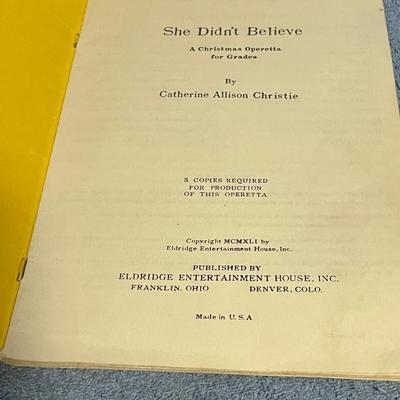 She Didn't Believe
A Christmas Operetta
for Grades
By
Catherine Allison Christie
5 COPIES REQUIRED
FOR PRODUCTION
OF THIS OPERETTA
Copyright MCMXLI by
Eldridge Entertainment House, Inc.
PUBLISHED BY
ELDRIDGE ENTERTAINMENT HOUSE, INC.
FRANKLIN, OHIO DENVER, COLO.
Made in U.S.A